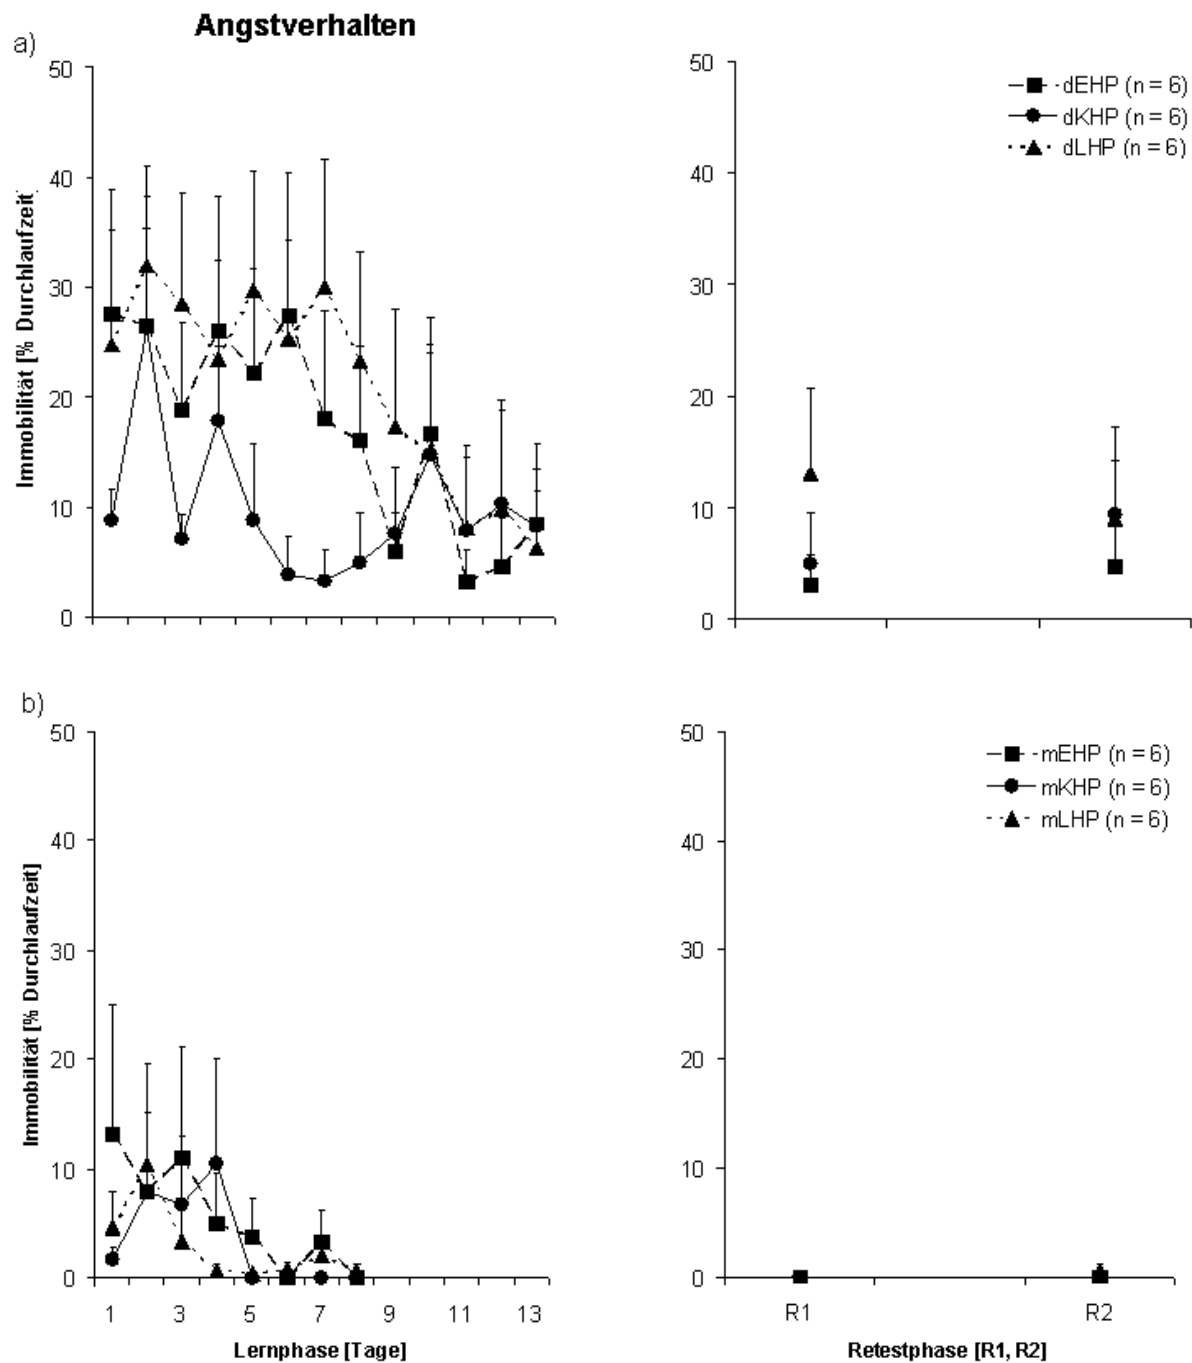 Angstverhalten
a)
Immobilität [% Durchlaufzeit]
50
40
30
20
10
0
50
40
30
20
10
0
dEHP (n = 6)
dKHP (n = 6)
dLHP (n = 6)
b)
Immobilität [% Durchlaufzeit]
50
40
30
20
10
0
1 3 5 7 9 11 13
Lernphase [Tage]
50
40
30
20
10
0
mEHP (n = 6)
mKHP (n = 6)
mLHP (n = 6)
R1 R2
Retestphase [R1, R2]